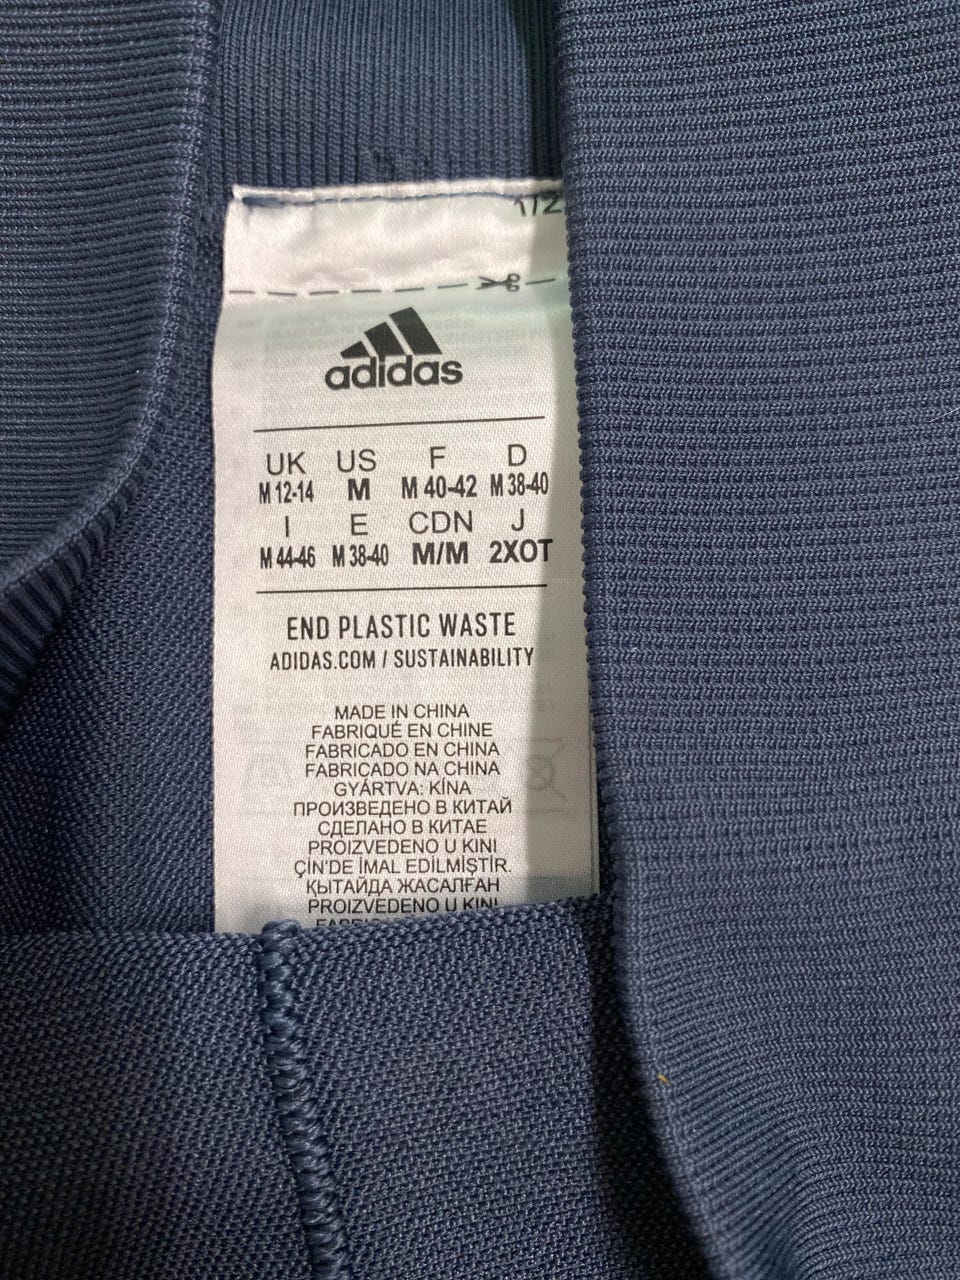 1/2
adidas
UK US F D
M 12-14 M M 40-42 M 38-40
I E CDN J
M 44-46 M 38-40 M/M 2XOT
END PLASTIC WASTE
ADIDAS.COM / SUSTAINABILITY
MADE IN CHINA
FABRIQUÉ EN CHINE
FABRICADO EN CHINA
FABRICADO NA CHINA
GYÁRTVA: KÍNA
ПРОИЗВЕДЕНО В КИТАЙ
СДЕЛАНО В КИТАЕ
PROIZVEDENO U KINI
ÇİN'DE İMAL EDİLMİŞTİR.
ҚЫТАЙДА ЖАСАЛҒАН
PROIZVEDENO U KINI